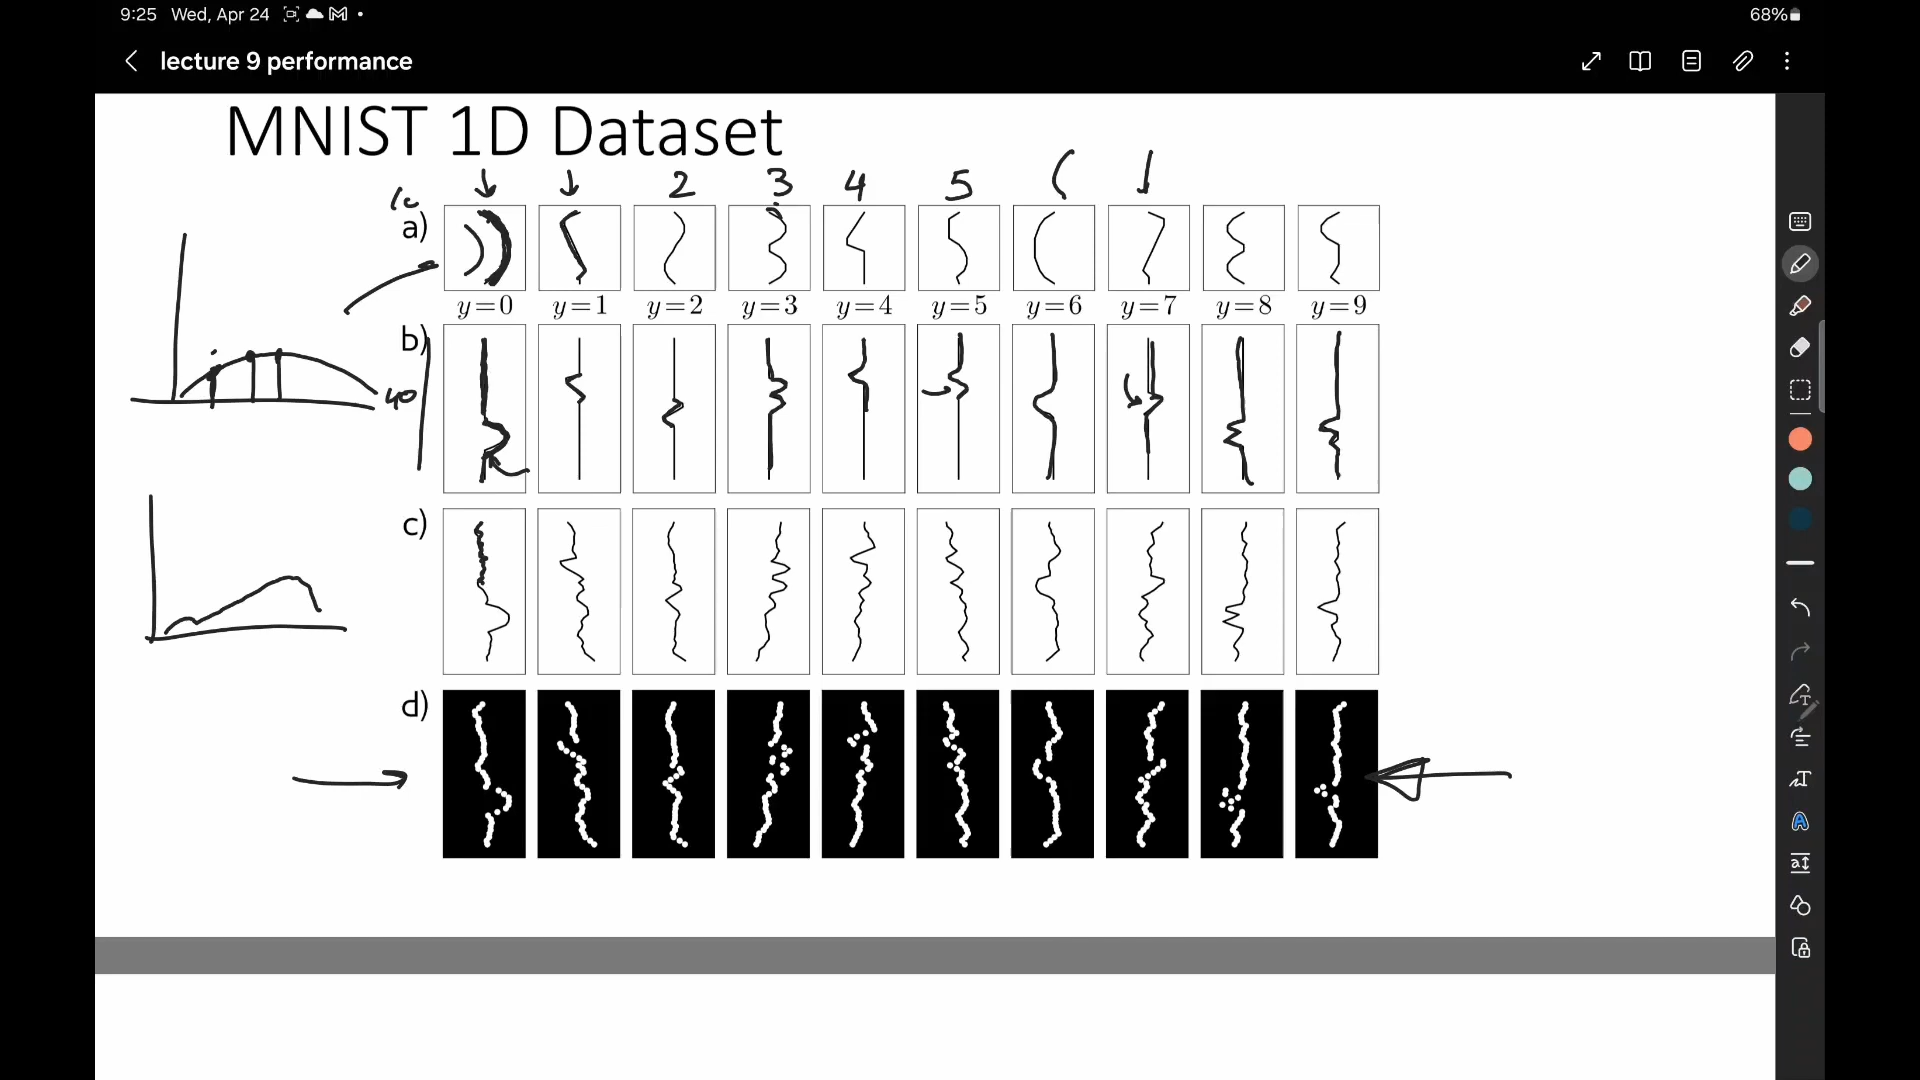 9:25 Wed, Apr 24 68%
lecture 9 performance
MNIST 1D Dataset
2 3 4 5
a)
y=0 y=1 y=2 y=3 y=4 y=5 y=6 y=7 y=8 y=9
b)
40
c)
d)